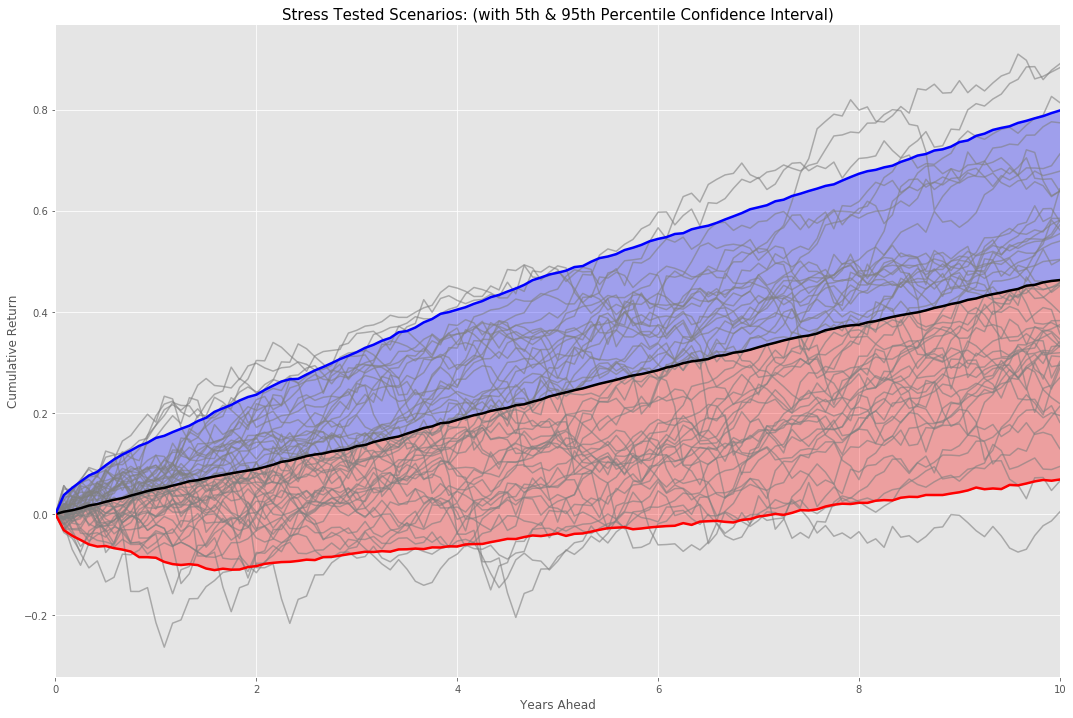 Stress Tested Scenarios: (with 5th & 95th Percentile Confidence Interval)
Cumulative Return
0.8
0.6
0.4
0.2
0.0
−0.2
0 2 4 6 8 10
Years Ahead